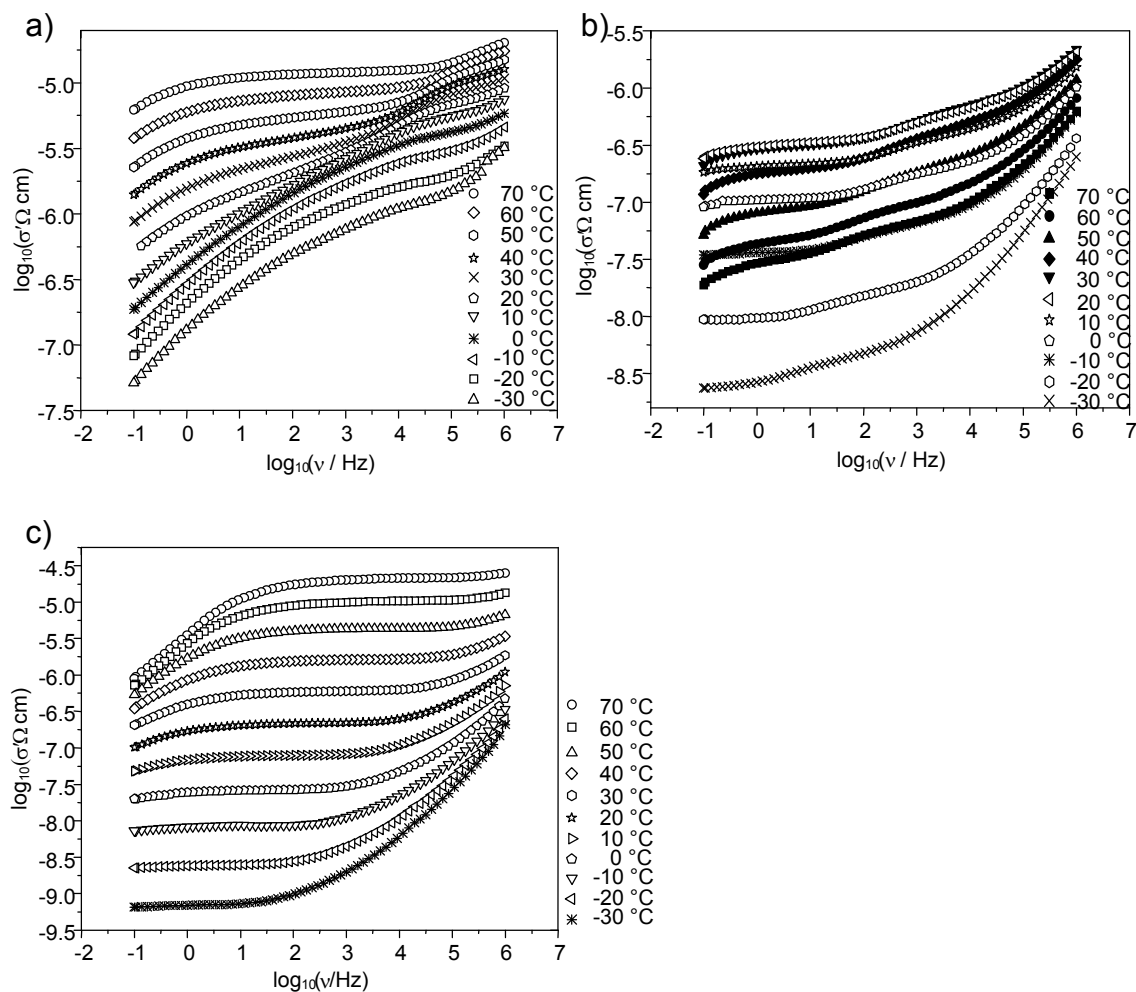 a)
log₁₀(σ'Ω cm)
-5.0
-5.5
-6.0
-6.5
-7.0
-7.5
-2 -1 0 1 2 3 4 5 6 7
log₁₀(ν / Hz)
70 °C
60 °C
50 °C
40 °C
30 °C
20 °C
10 °C
0 °C
-10 °C
-20 °C
-30 °C
b)
log₁₀(σ'Ω cm)
-5.5
-6.0
-6.5
-7.0
-7.5
-8.0
-8.5
-2 -1 0 1 2 3 4 5 6 7
log₁₀(ν / Hz)
70 °C
60 °C
50 °C
40 °C
30 °C
20 °C
10 °C
0 °C
-10 °C
-20 °C
-30 °C
c)
log₁₀(σ'Ω cm)
-4.5
-5.0
-5.5
-6.0
-6.5
-7.0
-7.5
-8.0
-8.5
-9.0
-9.5
-2 -1 0 1 2 3 4 5 6 7
log₁₀(ν/Hz)
70 °C
60 °C
50 °C
40 °C
30 °C
20 °C
10 °C
0 °C
-10 °C
-20 °C
-30 °C